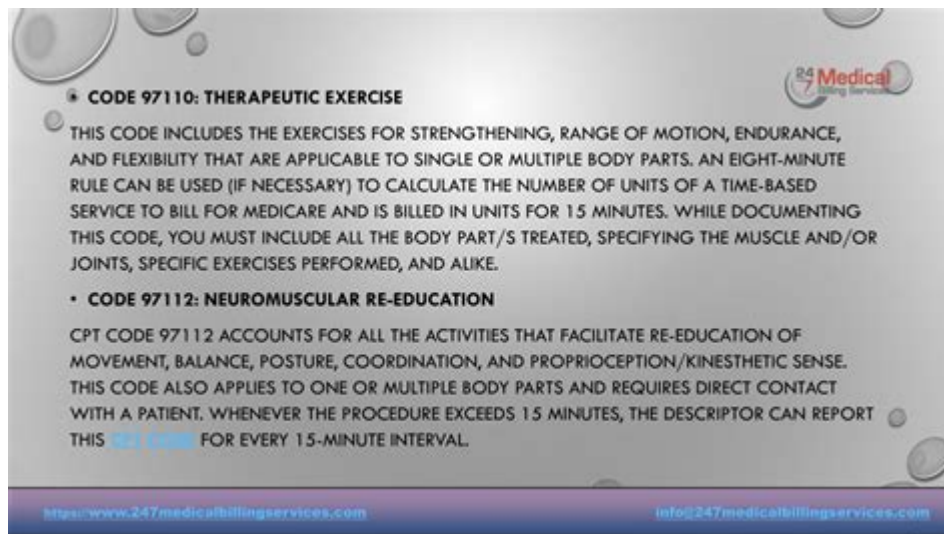 24
7 Medical
Billing Services
• CODE 97110: THERAPEUTIC EXERCISE
THIS CODE INCLUDES THE EXERCISES FOR STRENGTHENING, RANGE OF MOTION, ENDURANCE,
AND FLEXIBILITY THAT ARE APPLICABLE TO SINGLE OR MULTIPLE BODY PARTS. AN EIGHT-MINUTE
RULE CAN BE USED (IF NECESSARY) TO CALCULATE THE NUMBER OF UNITS OF A TIME-BASED
SERVICE TO BILL FOR MEDICARE AND IS BILLED IN UNITS FOR 15 MINUTES. WHILE DOCUMENTING
THIS CODE, YOU MUST INCLUDE ALL THE BODY PART/S TREATED, SPECIFYING THE MUSCLE AND/OR
JOINTS, SPECIFIC EXERCISES PERFORMED, AND ALIKE.
• CODE 97112: NEUROMUSCULAR RE-EDUCATION
CPT CODE 97112 ACCOUNTS FOR ALL THE ACTIVITIES THAT FACILITATE RE-EDUCATION OF
MOVEMENT, BALANCE, POSTURE, COORDINATION, AND PROPRIOCEPTION/KINESTHETIC SENSE.
THIS CODE ALSO APPLIES TO ONE OR MULTIPLE BODY PARTS AND REQUIRES DIRECT CONTACT
WITH A PATIENT. WHENEVER THE PROCEDURE EXCEEDS 15 MINUTES, THE DESCRIPTOR CAN REPORT
THIS CPT CODE FOR EVERY 15-MINUTE INTERVAL.
https://www.247medicalbillingservices.com
info@247medicalbillingservices.com